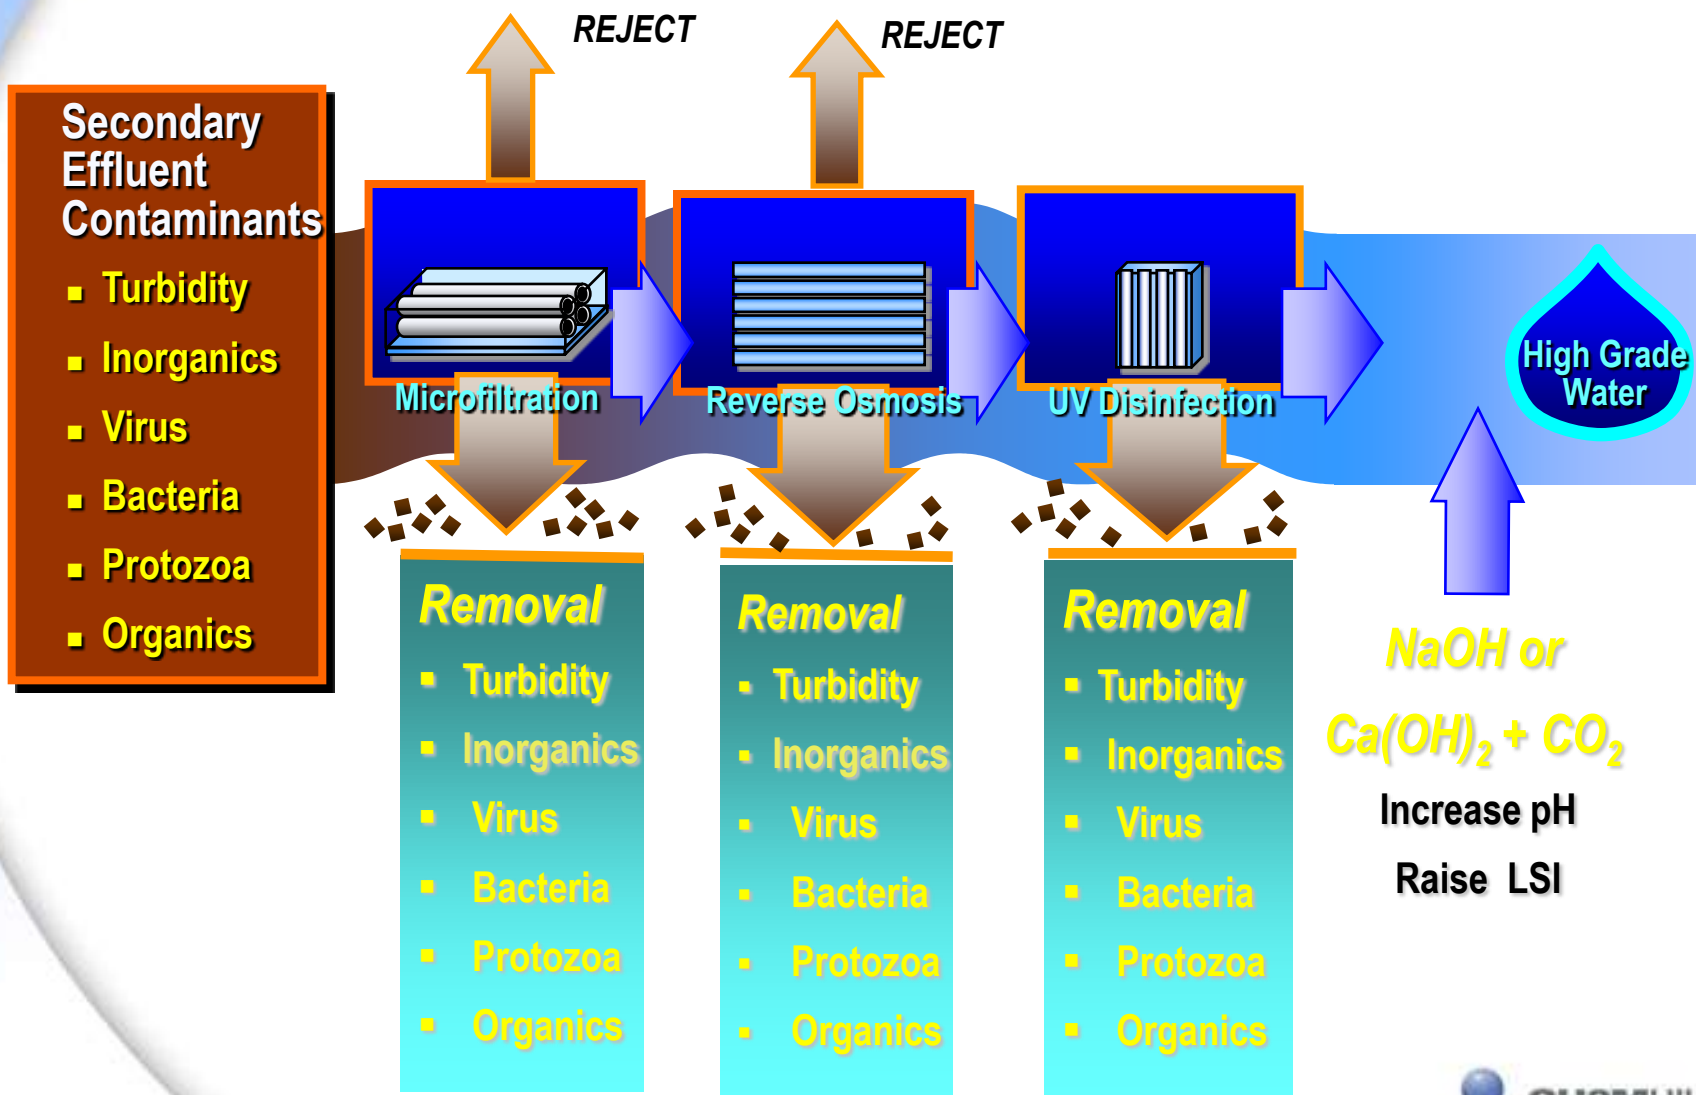 REJECT
REJECT
Secondary
Effluent
Contaminants
▪ Turbidity
▪ Inorganics
▪ Virus
▪ Bacteria
▪ Protozoa
▪ Organics
Microfiltration
Reverse Osmosis
UV Disinfection
High Grade
Water
Removal
▪ Turbidity
▪ Inorganics
▪ Virus
▪ Bacteria
▪ Protozoa
▪ Organics
Removal
▪ Turbidity
▪ Inorganics
▪ Virus
▪ Bacteria
▪ Protozoa
▪ Organics
Removal
▪ Turbidity
▪ Inorganics
▪ Virus
▪ Bacteria
▪ Protozoa
▪ Organics
NaOH or
Ca(OH)₂ + CO₂
Increase pH
Raise LSI